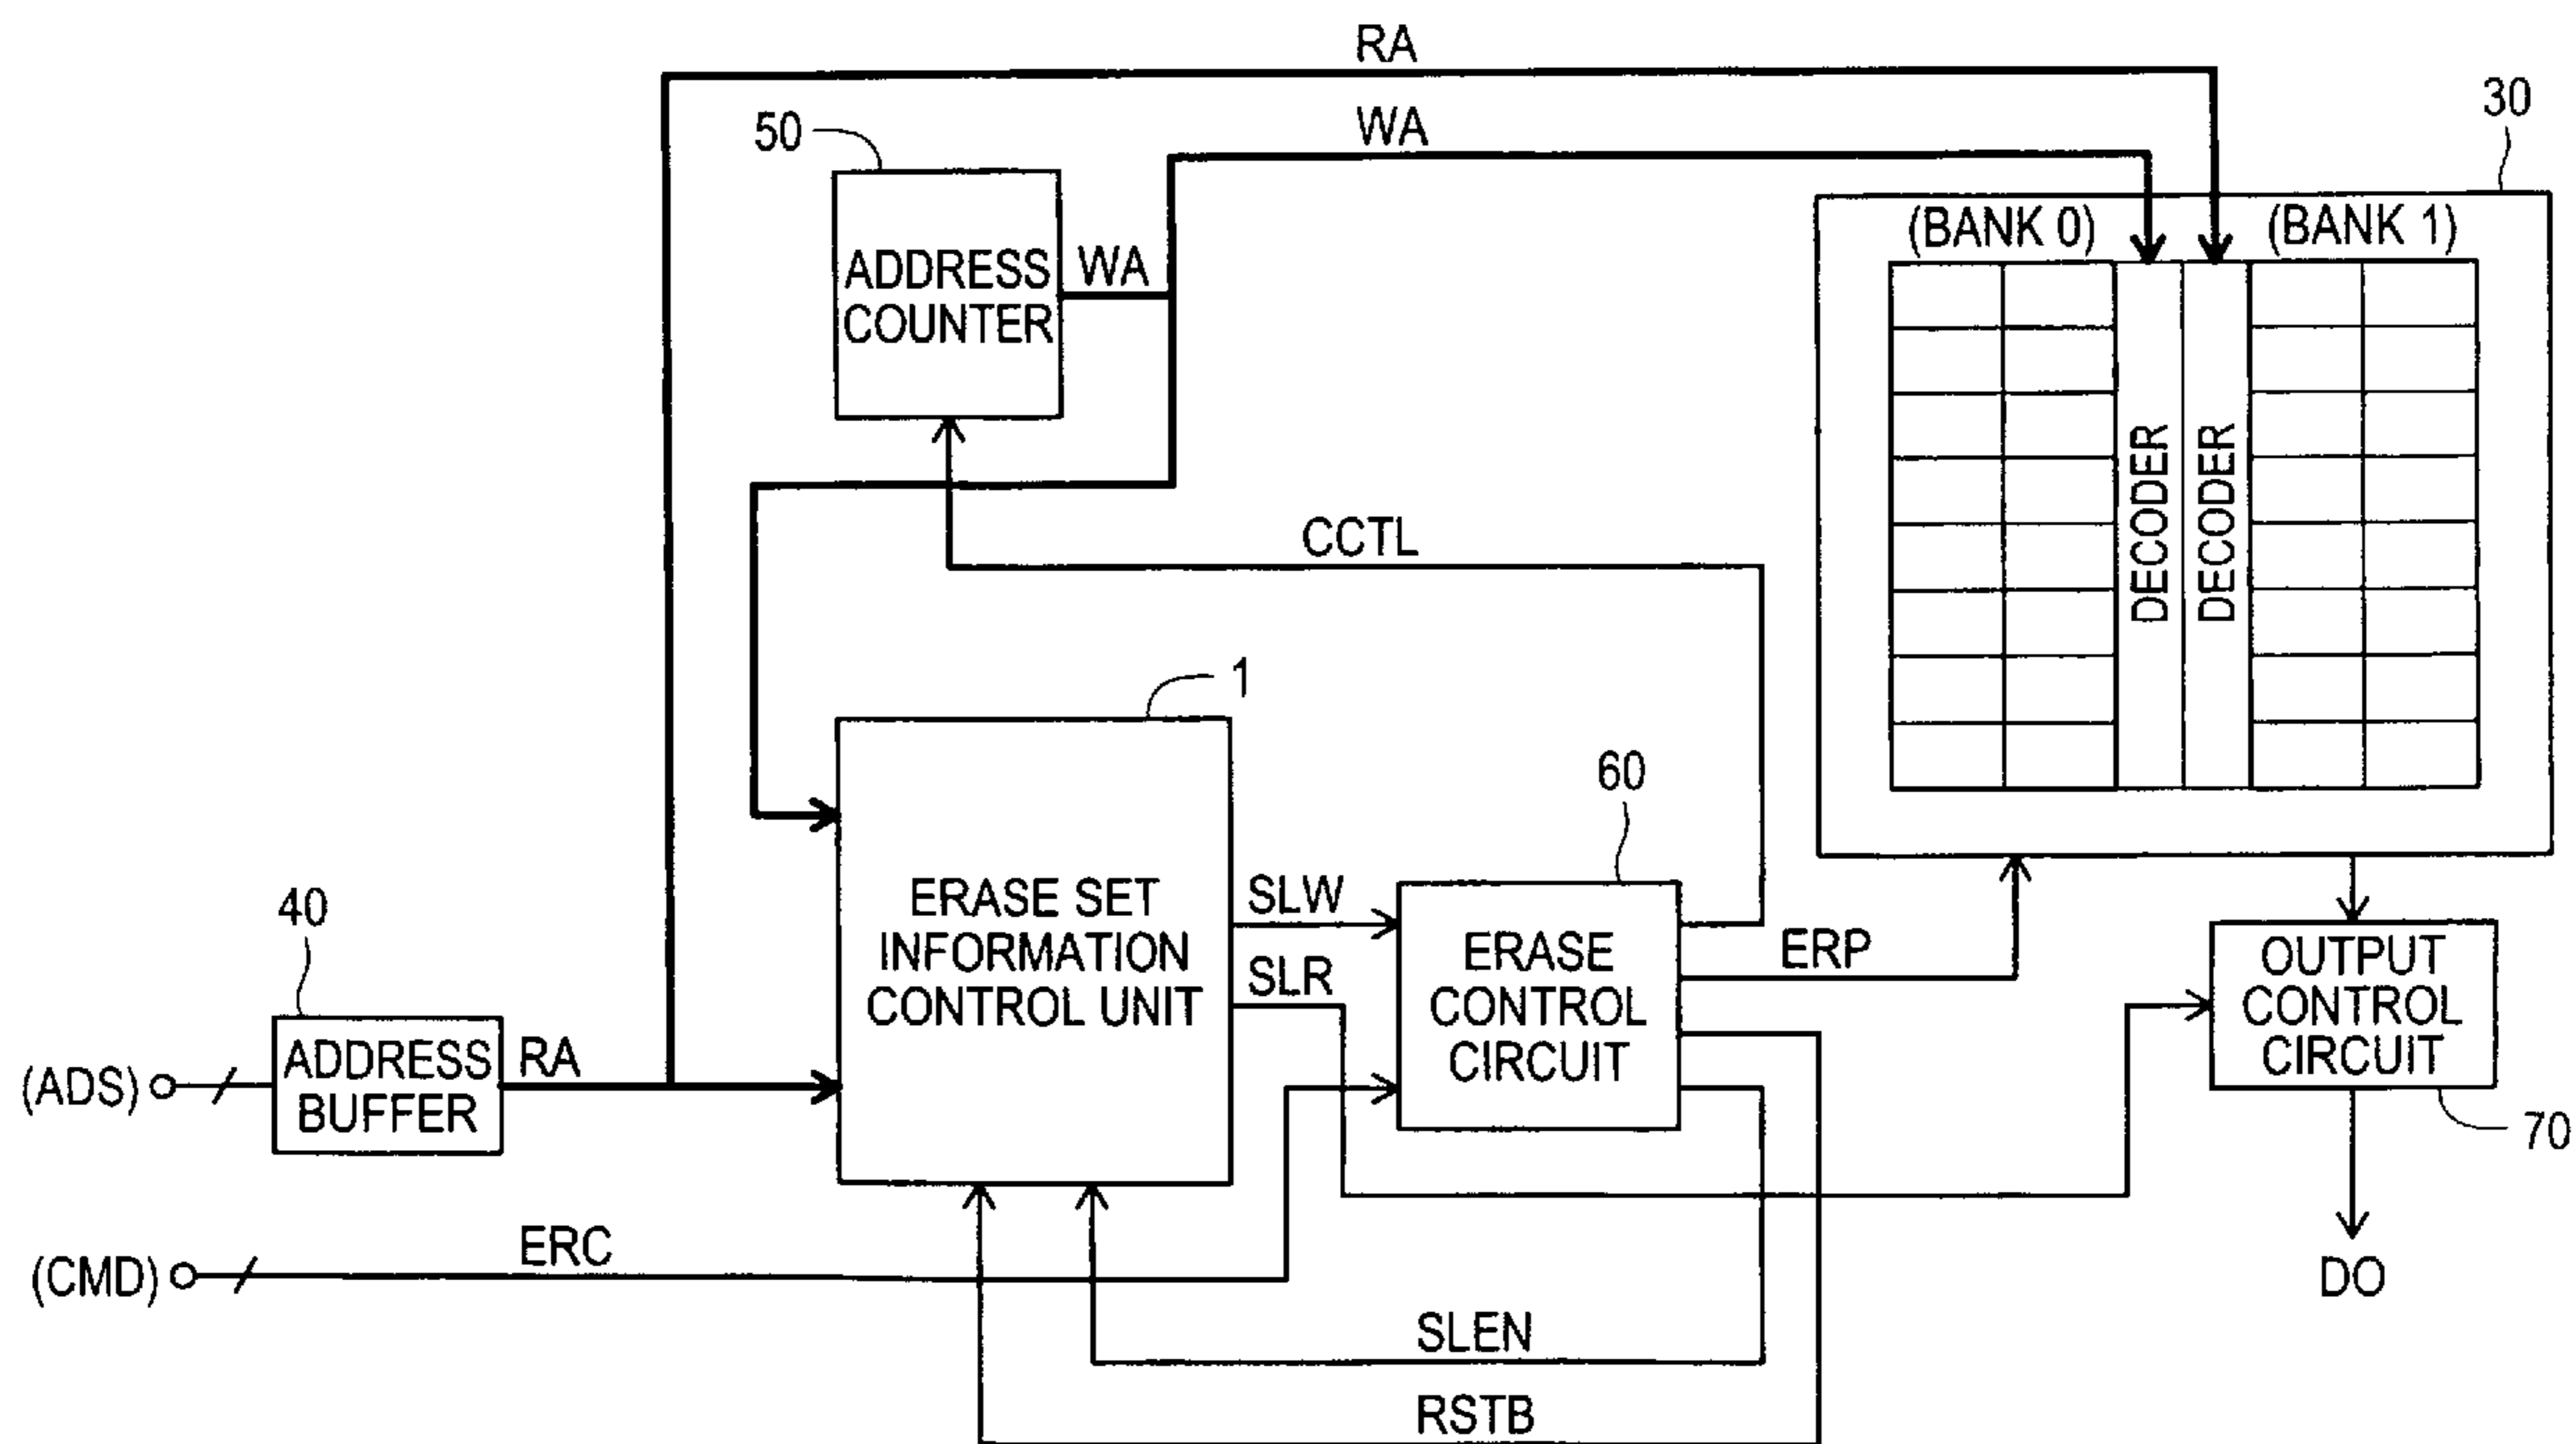 RA
WA
30
50
(BANK 0)
(BANK 1)
ADDRESS
COUNTER
WA
DECODER
DECODER
CCTL
1
60
ERASE SET
INFORMATION
CONTROL UNIT
SLW
SLR
ERASE
CONTROL
CIRCUIT
ERP
OUTPUT
CONTROL
CIRCUIT
70
40
(ADS)
ADDRESS
BUFFER
RA
(CMD)
ERC
DO
SLEN
RSTB